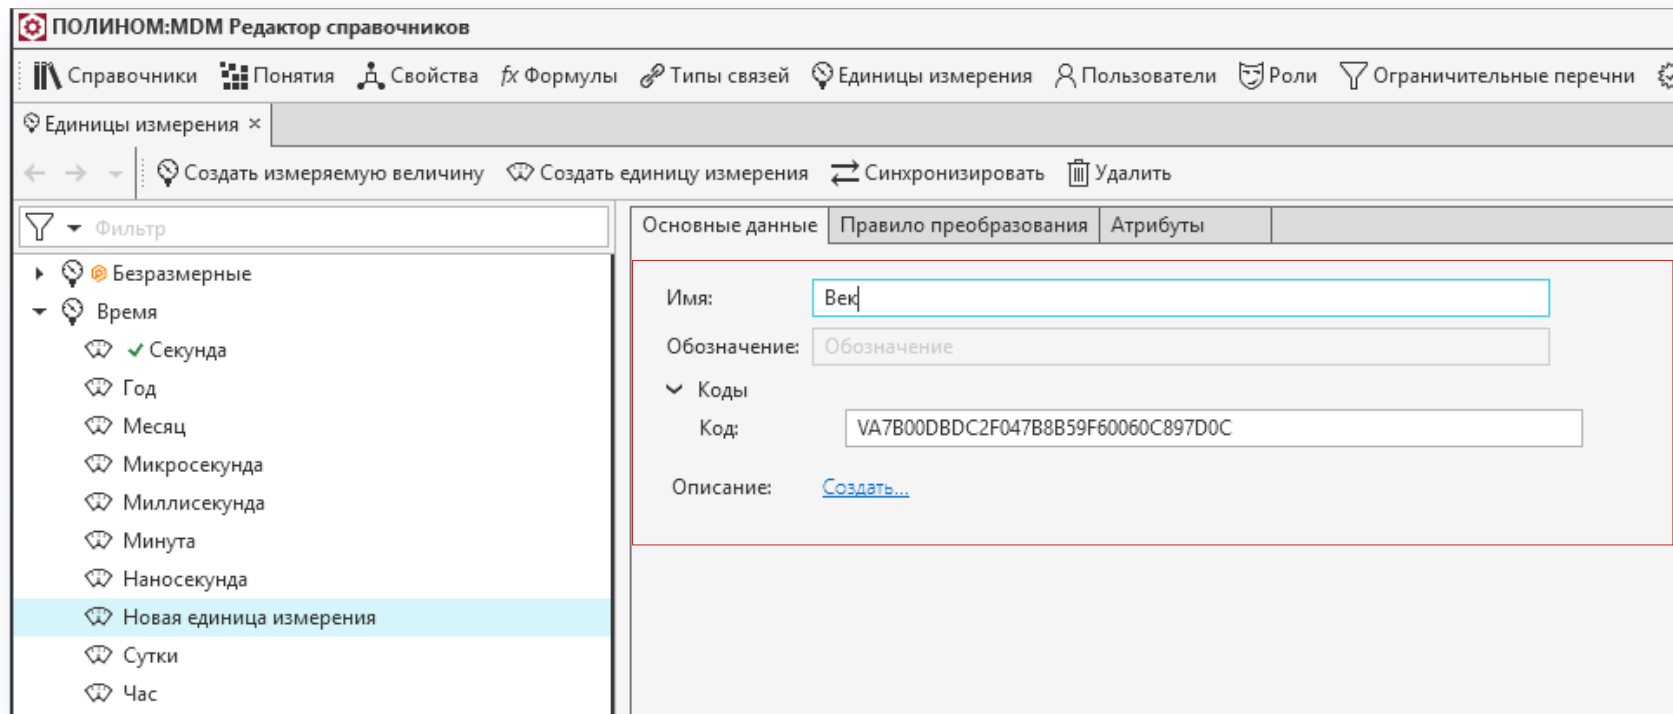 ПОЛИНОМ:MDM Редактор справочников
Справочники Понятия Свойства fx Формулы Типы связей Единицы измерения Пользователи Роли Ограничительные перечни
Единицы измерения ×
Создать измеряемую величину Создать единицу измерения Синхронизировать Удалить
Фильтр
Безразмерные
Время
Секунда
Год
Месяц
Микросекунда
Миллисекунда
Минута
Наносекунда
Новая единица измерения
Сутки
Час
Основные данные Правило преобразования Атрибуты
Имя: Век
Обозначение: Обозначение
Коды
Код: VA7B00DBDC2F047B8B59F60060C897D0C
Описание: Создать...